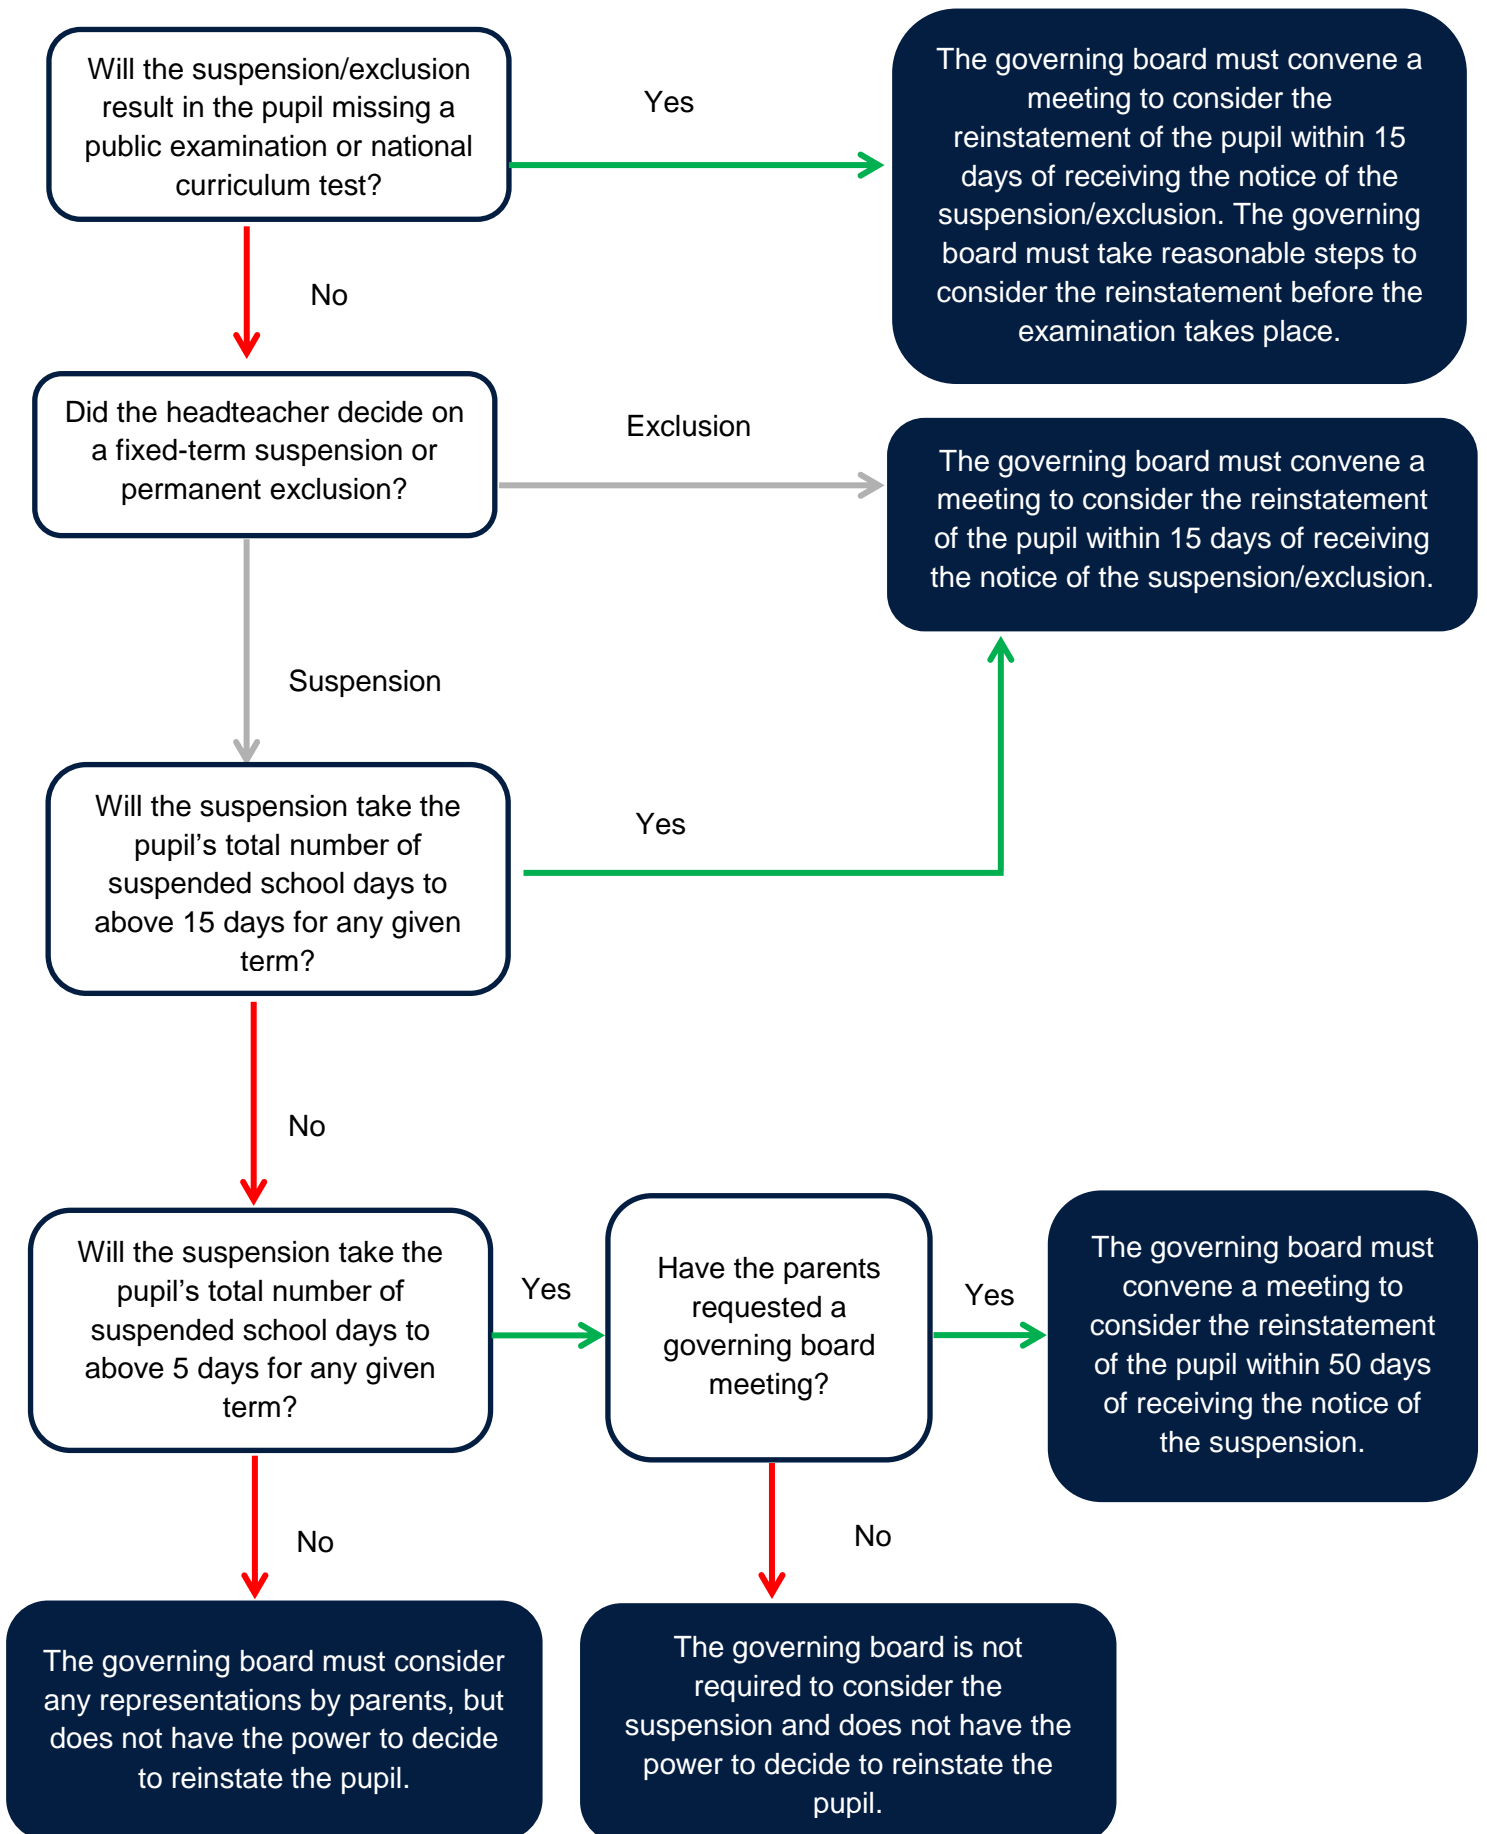 Will the suspension/exclusion
result in the pupil missing a
public examination or national
curriculum test?
Yes
The governing board must convene a
meeting to consider the
reinstatement of the pupil within 15
days of receiving the notice of the
suspension/exclusion. The governing
board must take reasonable steps to
consider the reinstatement before the
examination takes place.
No
Did the headteacher decide on
a fixed-term suspension or
permanent exclusion?
Exclusion
The governing board must convene a
meeting to consider the reinstatement
of the pupil within 15 days of receiving
the notice of the suspension/exclusion.
Suspension
Will the suspension take the
pupil’s total number of
suspended school days to
above 15 days for any given
term?
Yes
No
Will the suspension take the
pupil’s total number of
suspended school days to
above 5 days for any given
term?
Yes
Have the parents
requested a
governing board
meeting?
Yes
The governing board must
convene a meeting to
consider the reinstatement
of the pupil within 50 days
of receiving the notice of
the suspension.
No
No
The governing board must consider
any representations by parents, but
does not have the power to decide
to reinstate the pupil.
The governing board is not
required to consider the
suspension and does not have the
power to decide to reinstate the
pupil.